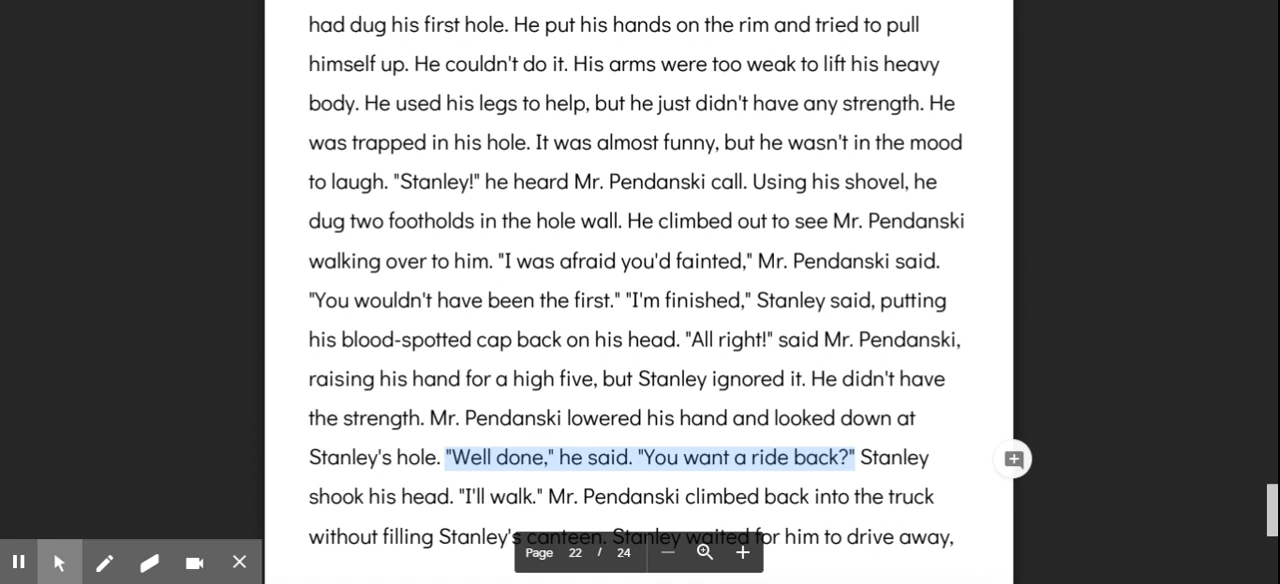 had dug his first hole. He put his hands on the rim and tried to pull
himself up. He couldn't do it. His arms were too weak to lift his heavy
body. He used his legs to help, but he just didn't have any strength. He
was trapped in his hole. It was almost funny, but he wasn't in the mood
to laugh. "Stanley!" he heard Mr. Pendanski call. Using his shovel, he
dug two footholds in the hole wall. He climbed out to see Mr. Pendanski
walking over to him. "I was afraid you'd fainted," Mr. Pendanski said.
"You wouldn't have been the first." "I'm finished," Stanley said, putting
his blood-spotted cap back on his head. "All right!" said Mr. Pendanski,
raising his hand for a high five, but Stanley ignored it. He didn't have
the strength. Mr. Pendanski lowered his hand and looked down at
Stanley's hole. "Well done," he said. "You want a ride back?" Stanley
shook his head. "I'll walk." Mr. Pendanski climbed back into the truck
without filling Stanley's canteen. Stanley waited for him to drive away,
Page 22 / 24